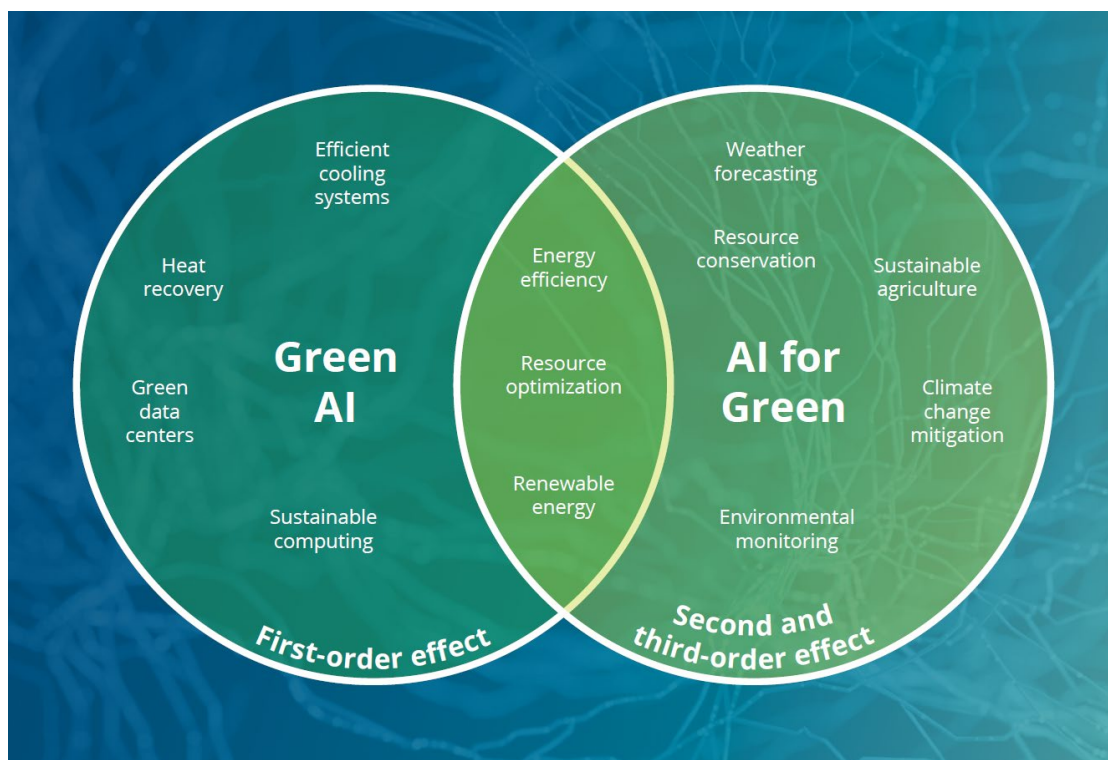 Efficient
cooling
systems
Heat
recovery
Green
AI
Green
data
centers
Sustainable
computing
First-order effect
Energy
efficiency
Resource
optimization
Renewable
energy
Weather
forecasting
Resource
conservation
Sustainable
agriculture
AI for
Green
Climate
change
mitigation
Environmental
monitoring
Second and
third-order effect